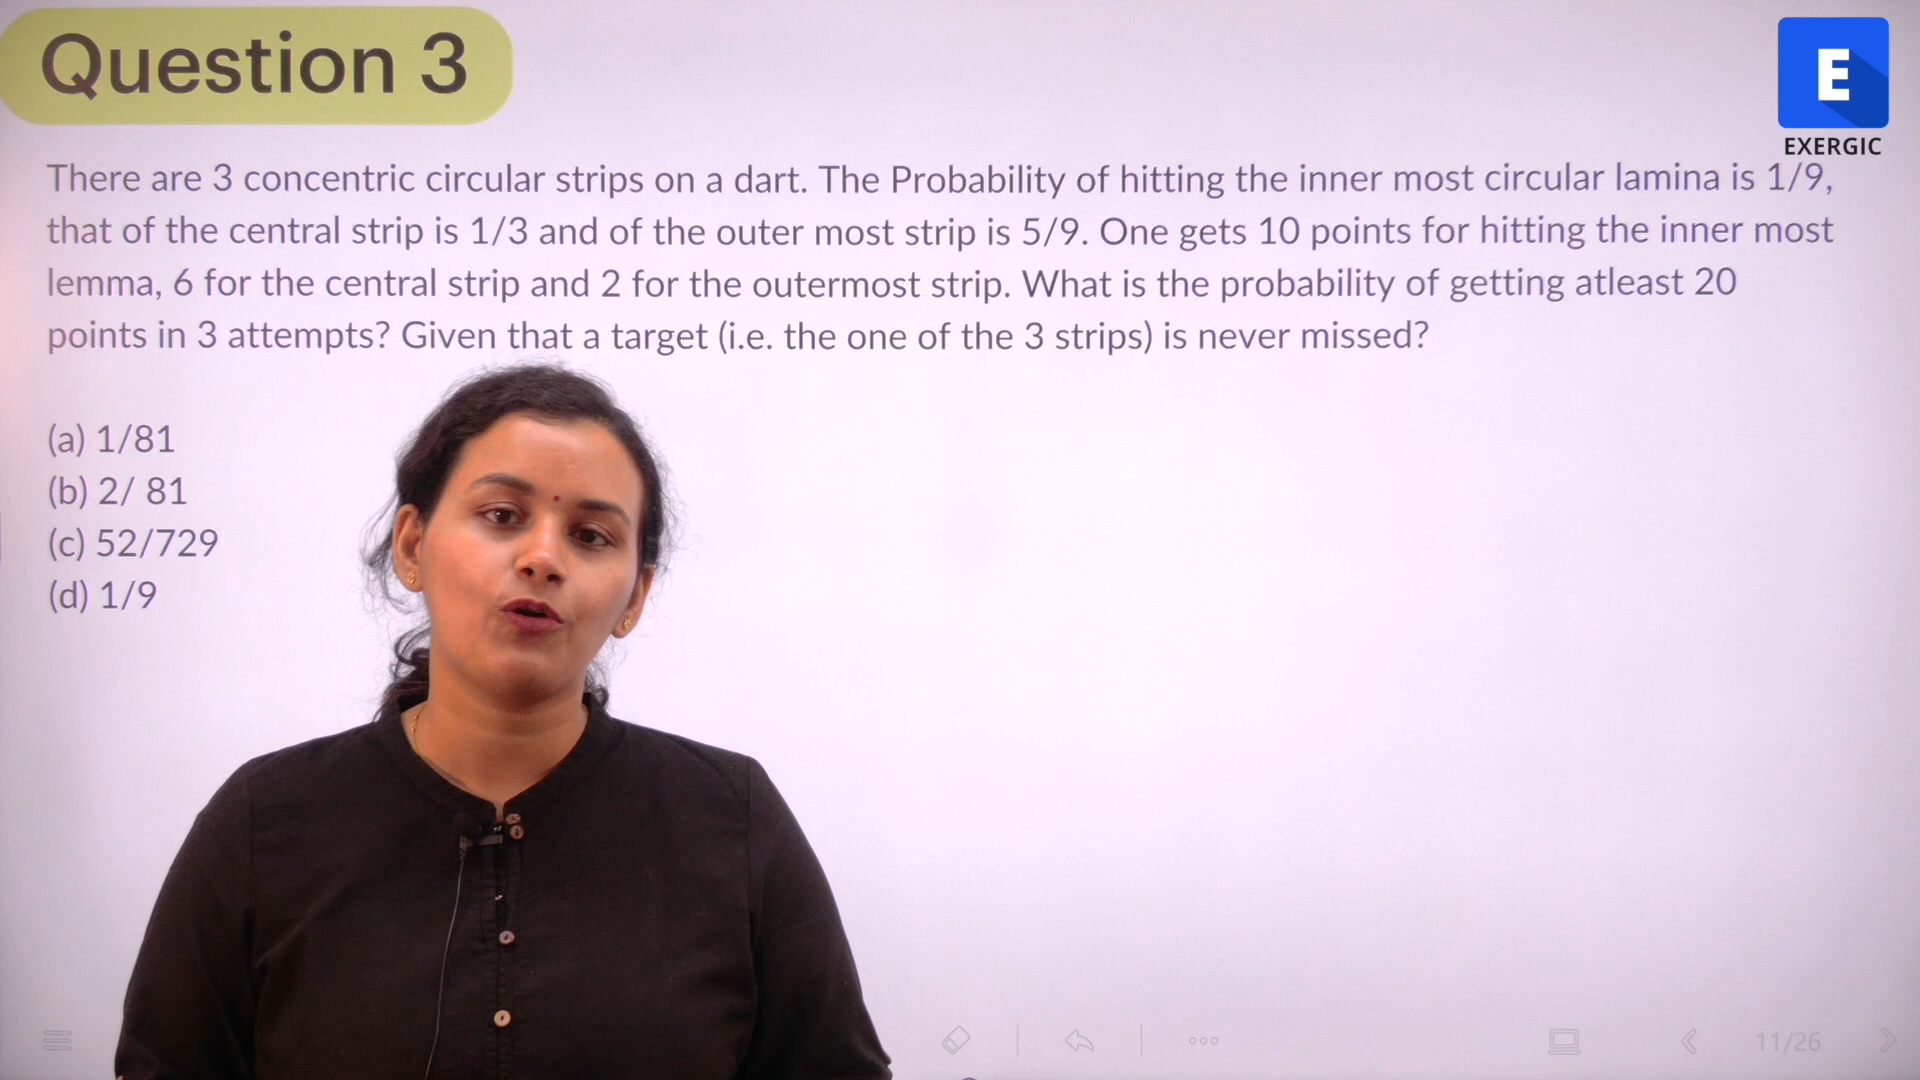 Question 3
E
EXERGIC
There are 3 concentric circular strips on a dart. The Probability of hitting the inner most circular lamina is 1/9,
that of the central strip is 1/3 and of the outer most strip is 5/9. One gets 10 points for hitting the inner most
lemma, 6 for the central strip and 2 for the outermost strip. What is the probability of getting atleast 20
points in 3 attempts? Given that a target (i.e. the one of the 3 strips) is never missed?
(a) 1/81
(b) 2/ 81
(c) 52/729
(d) 1/9
11/26